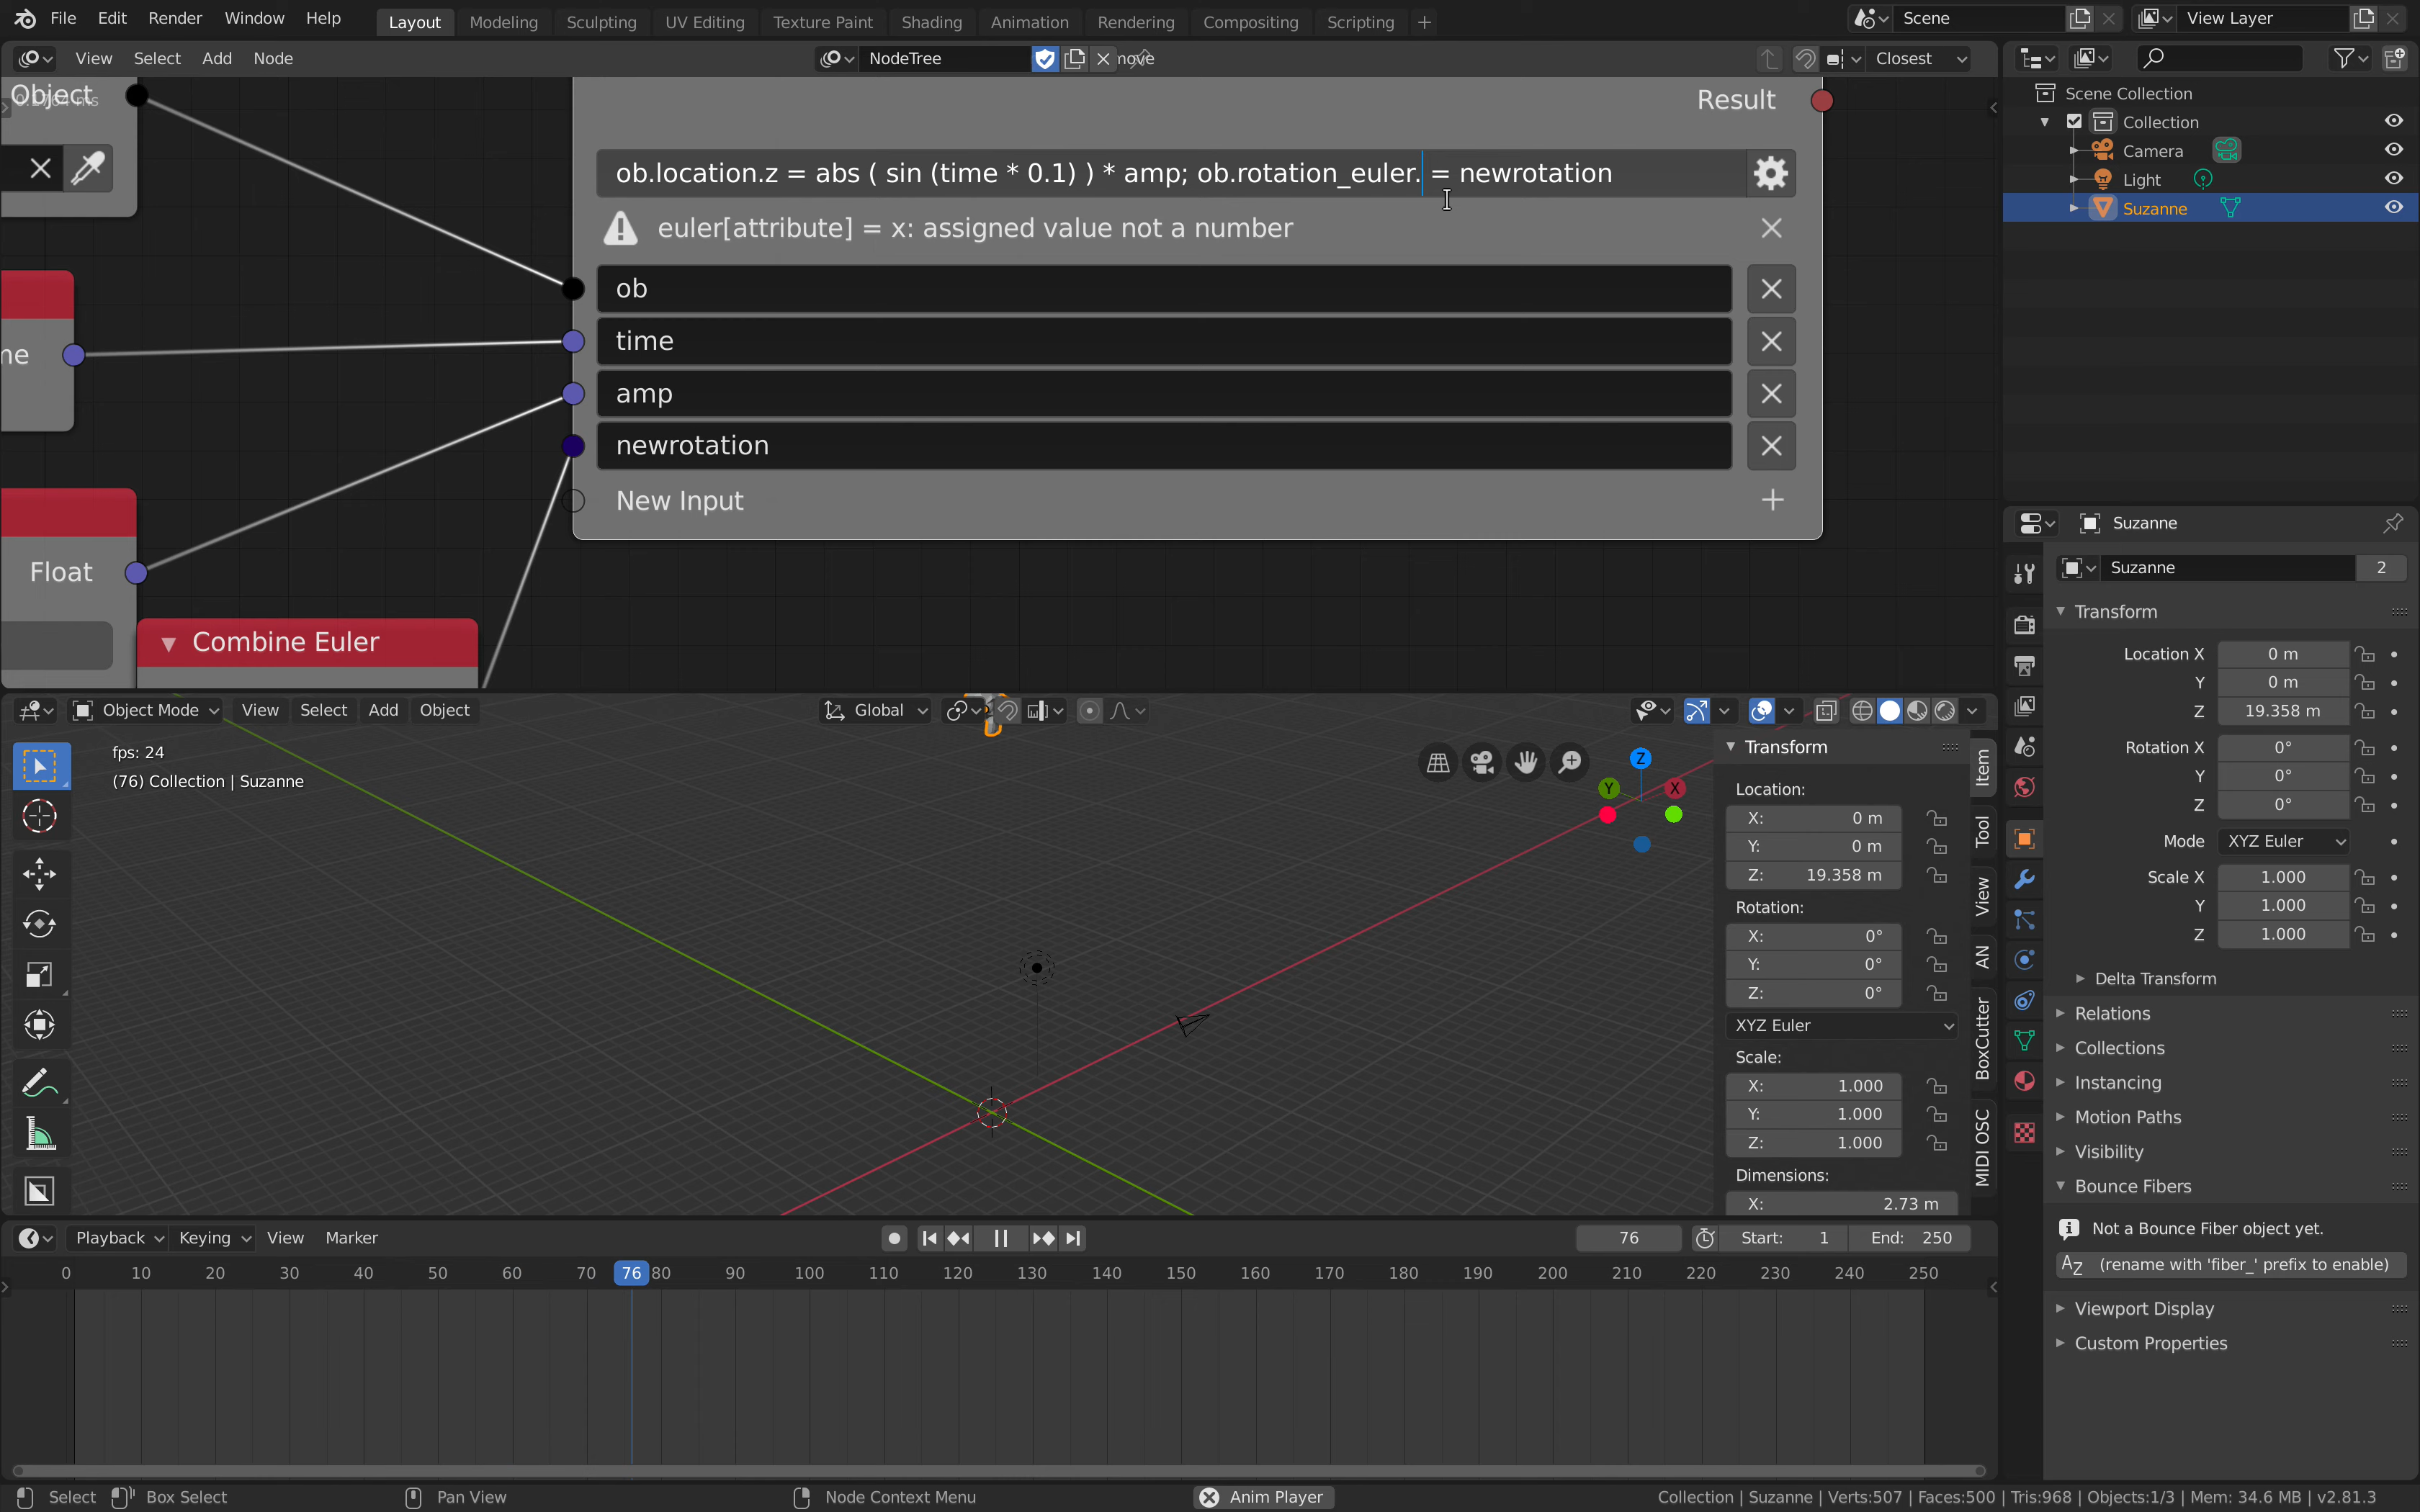 File Edit Render Window Help Layout Modeling Sculpting UV Editing Texture Paint Shading Animation Rendering Compositing Scripting + Scene View Layer
View Select Add Node NodeTree Closest
Object
Result
ob.location.z = abs ( sin (time * 0.1) ) * amp; ob.rotation_euler. = newrotation
euler[attribute] = x: assigned value not a number
ob
time
amp
newrotation
New Input
Float
Combine Euler
Scene Collection
Collection
Camera
Light
Suzanne
Suzanne
Suzanne 2
Transform
Location X 0 m
Y 0 m
Z 19.358 m
Rotation X 0°
Y 0°
Z 0°
Mode XYZ Euler
Scale X 1.000
Y 1.000
Z 1.000
Delta Transform
Relations
Collections
Instancing
Motion Paths
Visibility
Bounce Fibers
Not a Bounce Fiber object yet.
(rename with 'fiber_' prefix to enable)
Viewport Display
Custom Properties
Object Mode View Select Add Object Global
fps: 24
(76) Collection | Suzanne
Z
Y
X
Transform
Location:
X: 0 m
Y: 0 m
Z: 19.358 m
Rotation:
X: 0°
Y: 0°
Z: 0°
XYZ Euler
Scale:
X: 1.000
Y: 1.000
Z: 1.000
Dimensions:
X: 2.73 m
Item
Tool
View
AN
BoxCutter
MIDI OSC
Playback Keying View Marker 76 Start: 1 End: 250
0 10 20 30 40 50 60 70 76 80 90 100 110 120 130 140 150 160 170 180 190 200 210 220 230 240 250
Select Box Select Pan View Node Context Menu Anim Player Collection | Suzanne | Verts:507 | Faces:500 | Tris:968 | Objects:1/3 | Mem: 34.6 MB | v2.81.3